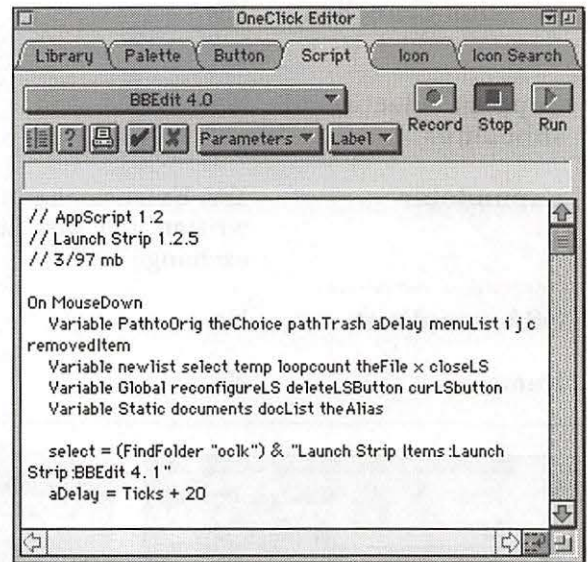 OneClick Editor
Library Palette Button Script Icon Icon Search
BBEdit 4.0
Record Stop Run
? Parameters Label
// AppScript 1.2
// Launch Strip 1.2.5
// 3/97 mb
On MouseDown
Variable PathtoOrig theChoice pathTrash aDelay menuList i j c
removedItem
Variable newlist select temp loopcount theFile x closeLS
Variable Global reconfigureLS deleteLSButton curLSbutton
Variable Static documents docList theAlias
select = (FindFolder "oclk") & "Launch Strip Items:Launch
Strip:BBEdit 4.1"
aDelay = Ticks + 20